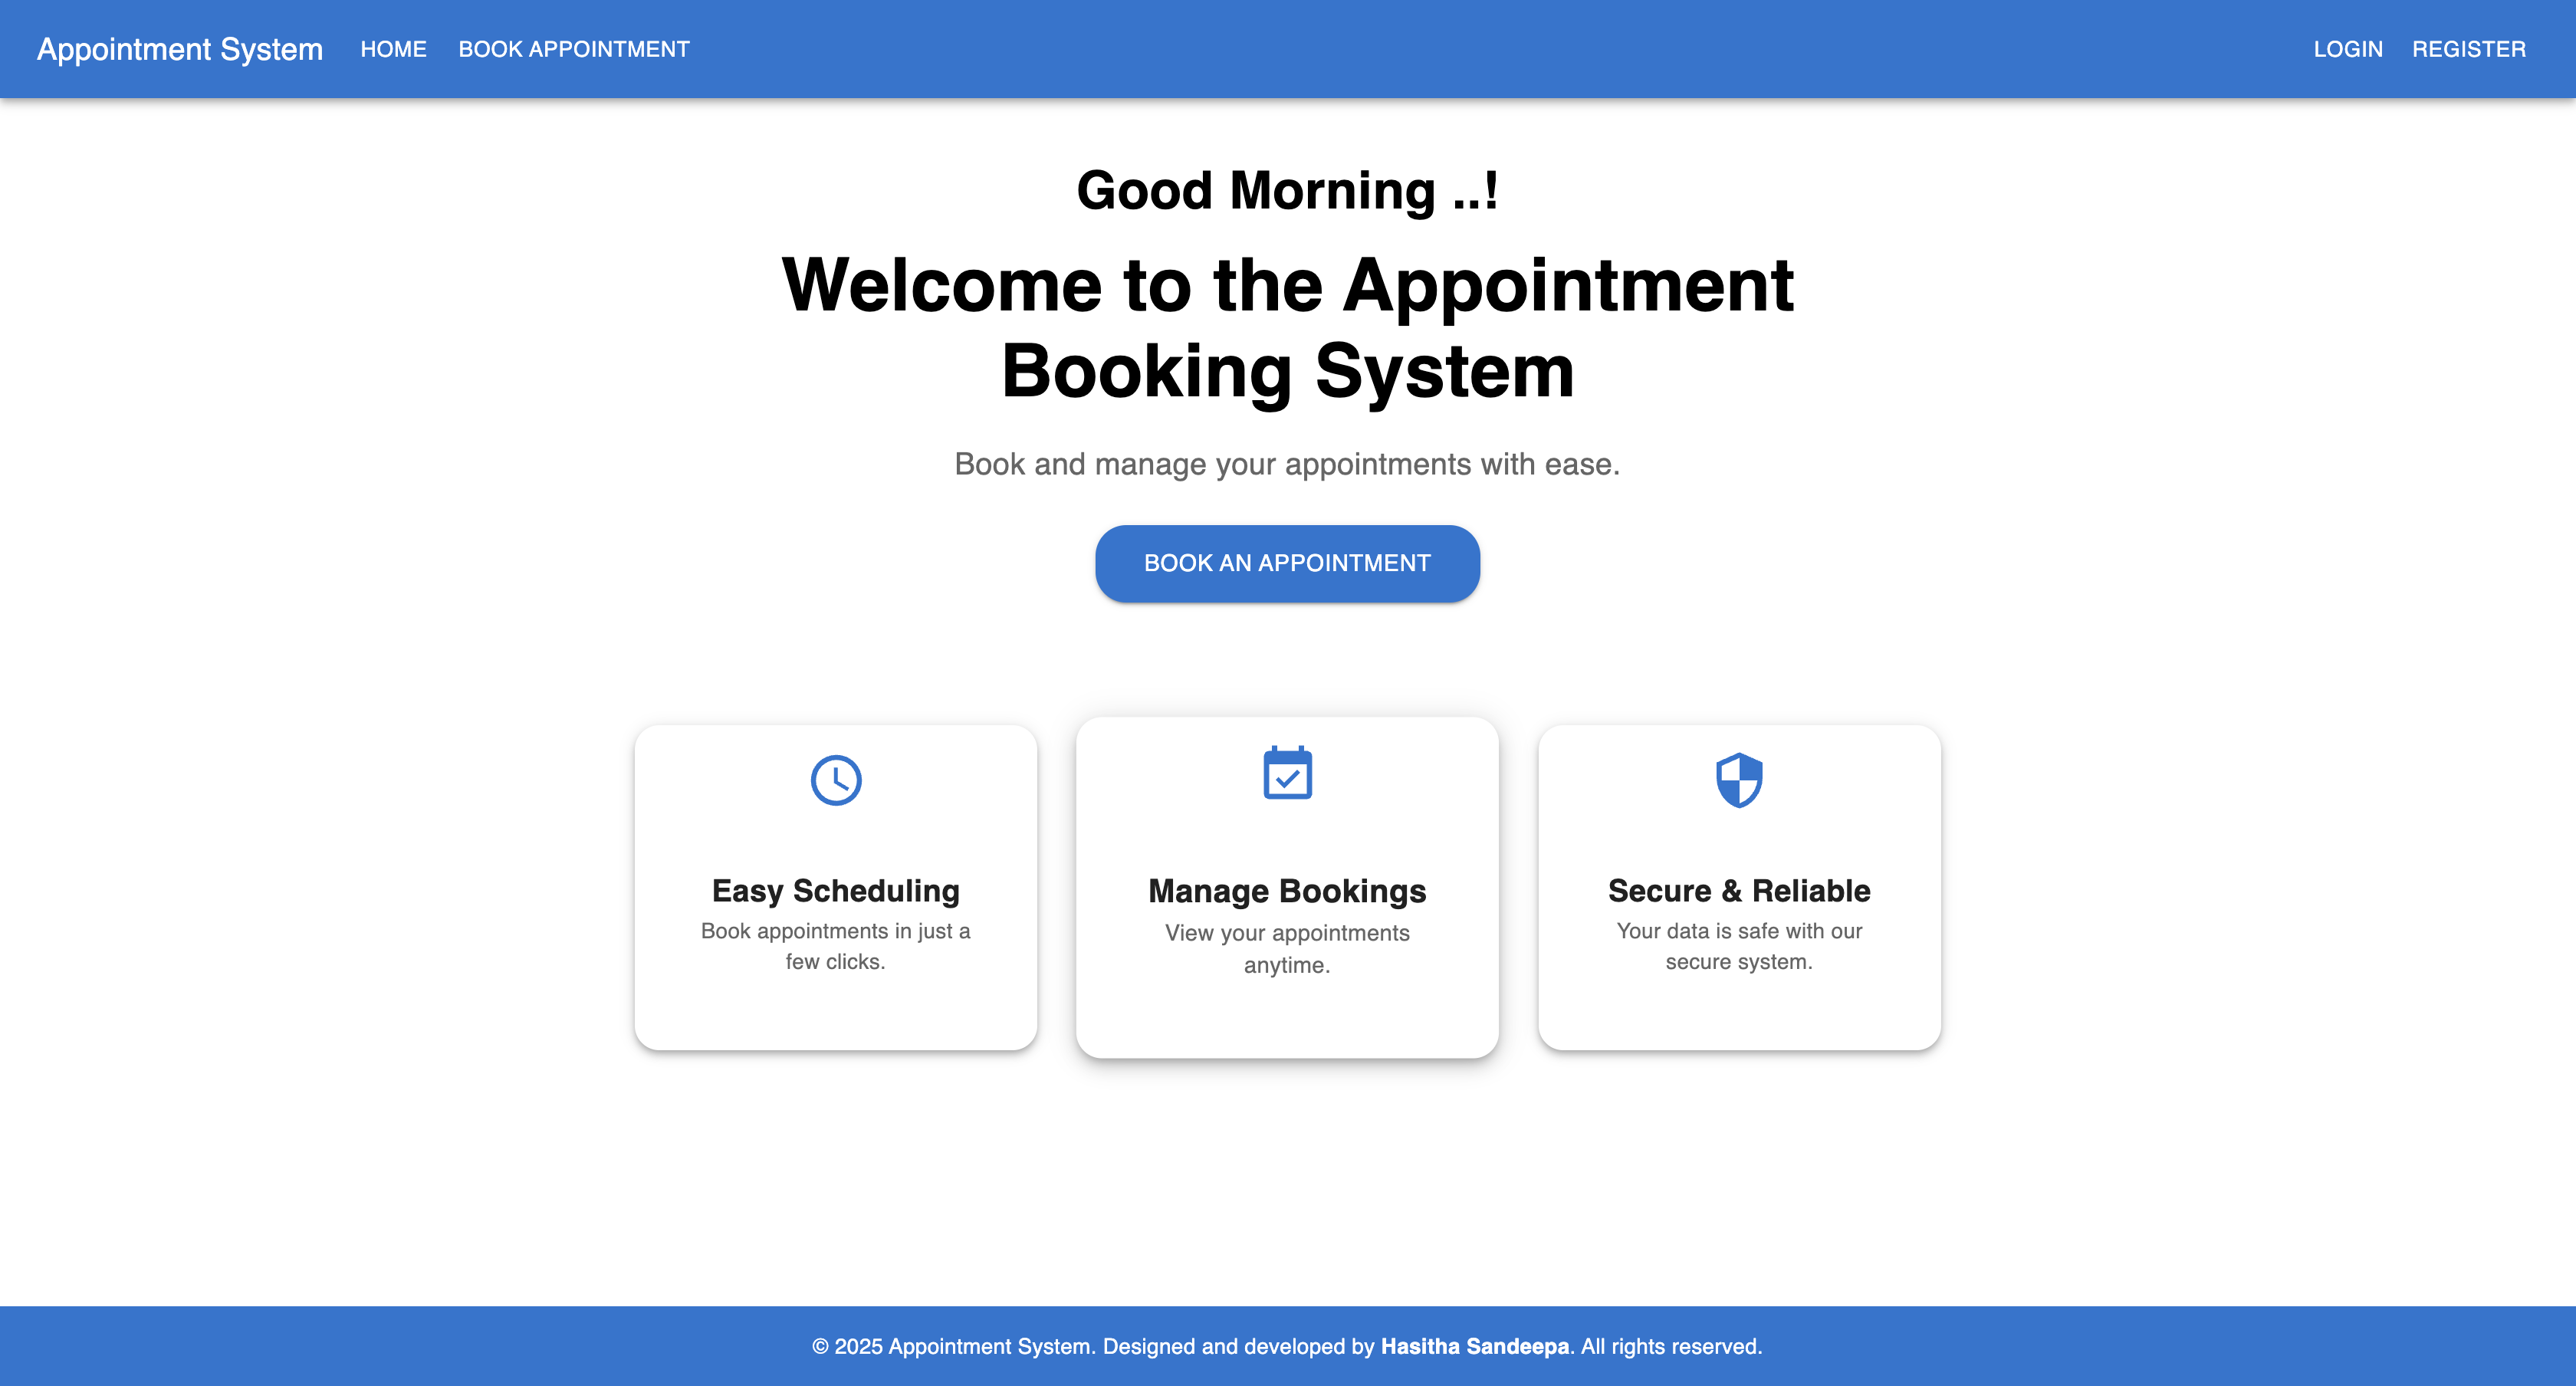 Appointment System HOME BOOK APPOINTMENT LOGIN REGISTER
Good Morning ..!
Welcome to the Appointment
Booking System
Book and manage your appointments with ease.
BOOK AN APPOINTMENT
Easy Scheduling
Book appointments in just a
few clicks.
Manage Bookings
View your appointments
anytime.
Secure & Reliable
Your data is safe with our
secure system.
© 2025 Appointment System. Designed and developed by Hasitha Sandeepa. All rights reserved.